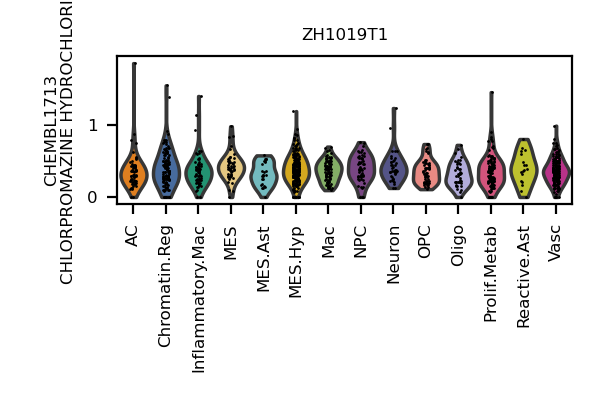 ZH1019T1
CHEMBL1713
CHLORPROMAZINE HYDROCHLORI
1
0
AC
Chromatin.Reg
Inflammatory.Mac
MES
MES.Ast
MES.Hyp
Mac
NPC
Neuron
OPC
Oligo
Prolif.Metab
Reactive.Ast
Vasc